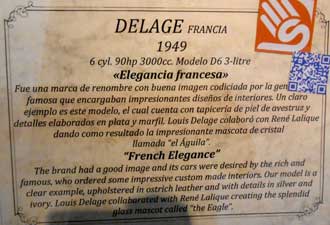 DELAGE FRANCIA
1949
6 cyl. 90hp 3000cc. Modelo D6 3-litre
«Elegancia francesa»
Fue una marca de renombre con buena imagen codiciada por la gente
famosa que encargaban impresionantes diseños de interiores. Un claro
ejemplo es este modelo, el cual cuenta con tapicería de piel de avestruz y
detalles elaborados en plata y marfil. Louis Delage colaboró con René Lalique
dando como resultado la impresionante mascota de cristal
llamada "el Águila".
"French Elegance"
The brand had a good image and its cars were desired by the rich and
famous, who ordered some impressive custom made interiors. Our model is a
clear example, upholstered in ostrich leather and with details in silver and
ivory. Louis Delage collaborated with René Lalique creating the splendid
glass mascot called "the Eagle".